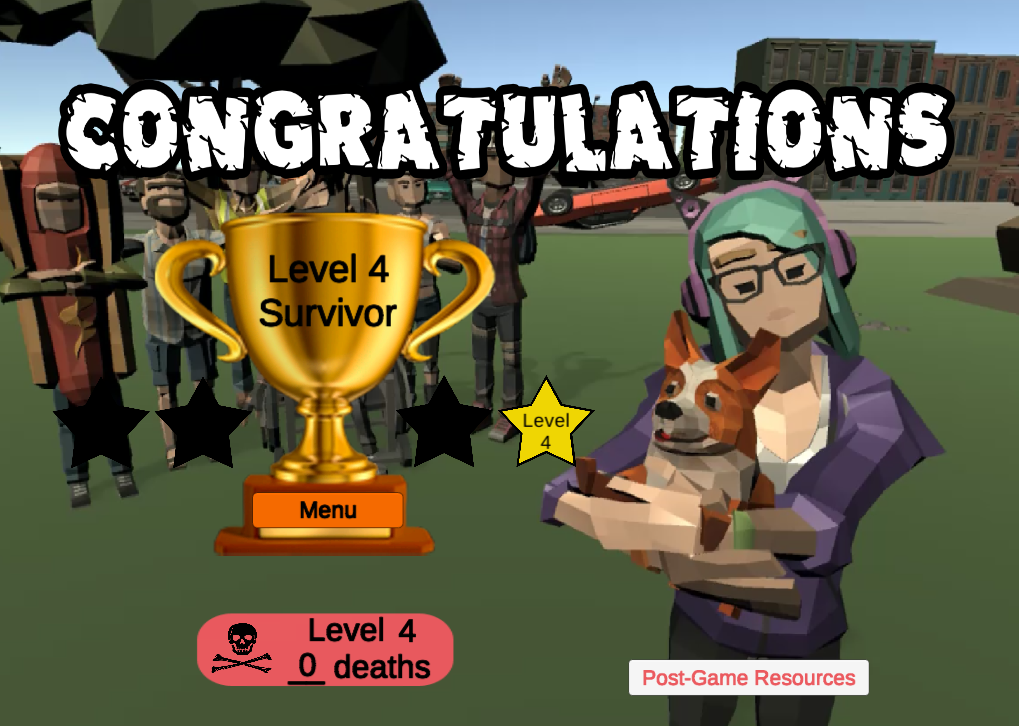 CONGRATULATIONS
Level 4
Survivor
Level
4
Menu
Level 4
0 deaths
Post-Game Resources